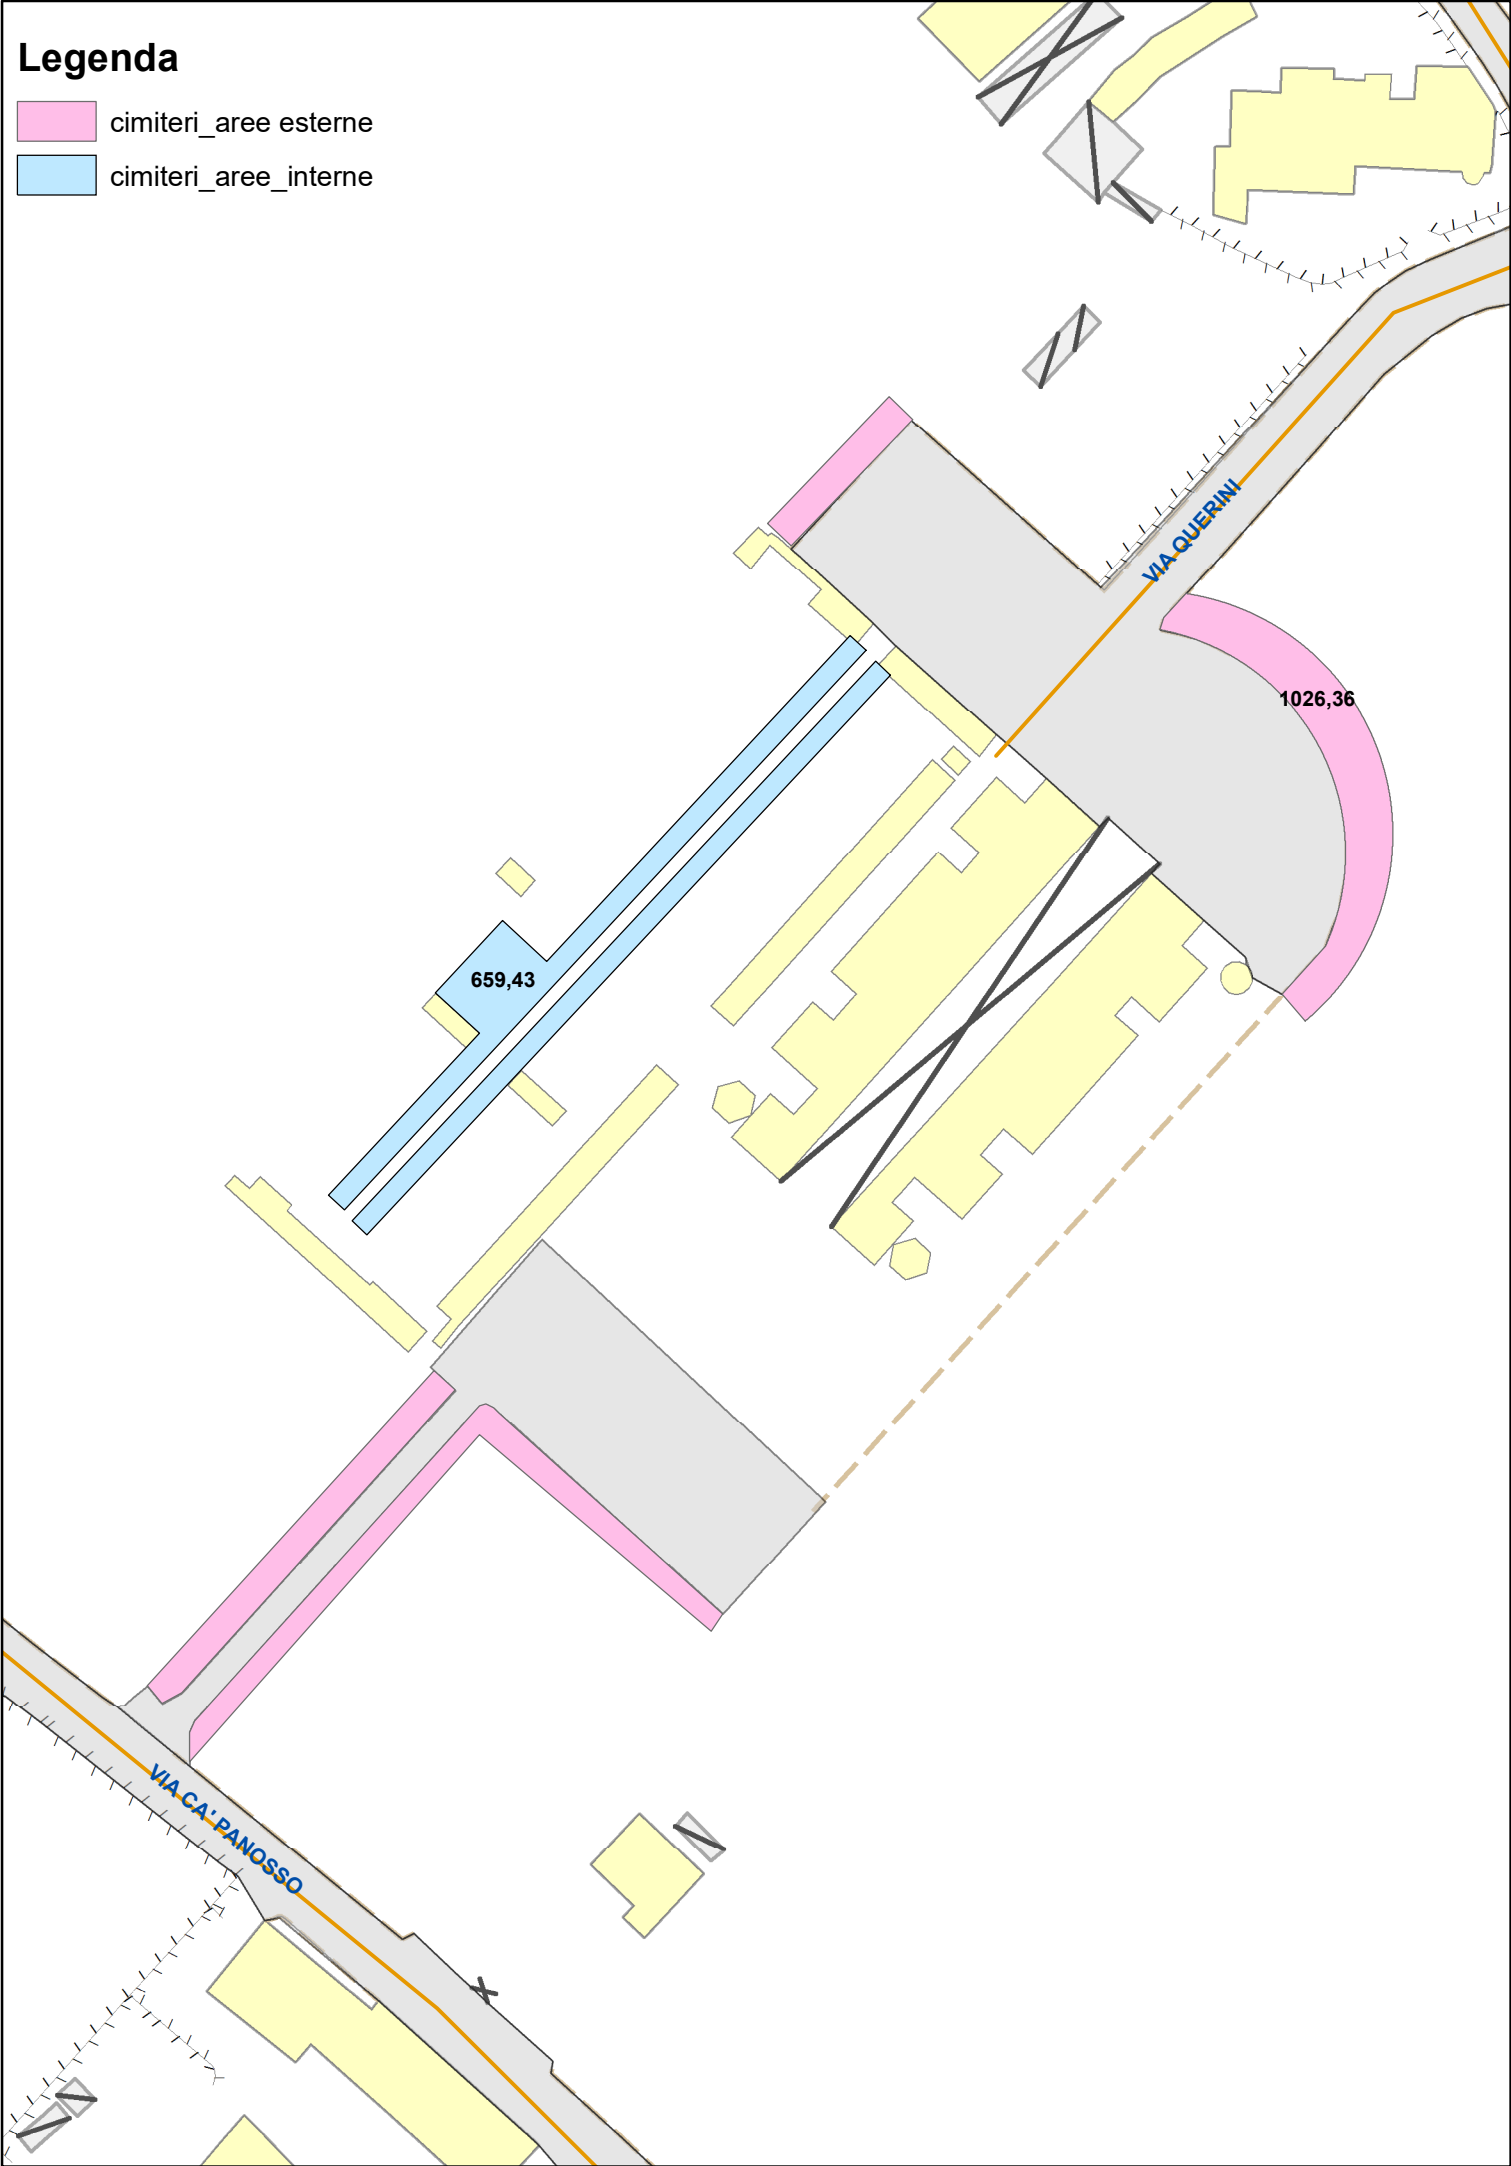 Legenda
cimiteri_aree esterne
cimiteri_aree_interne
VIA QUERINI
1026,36
659,43
VIA CA' PANOSSO